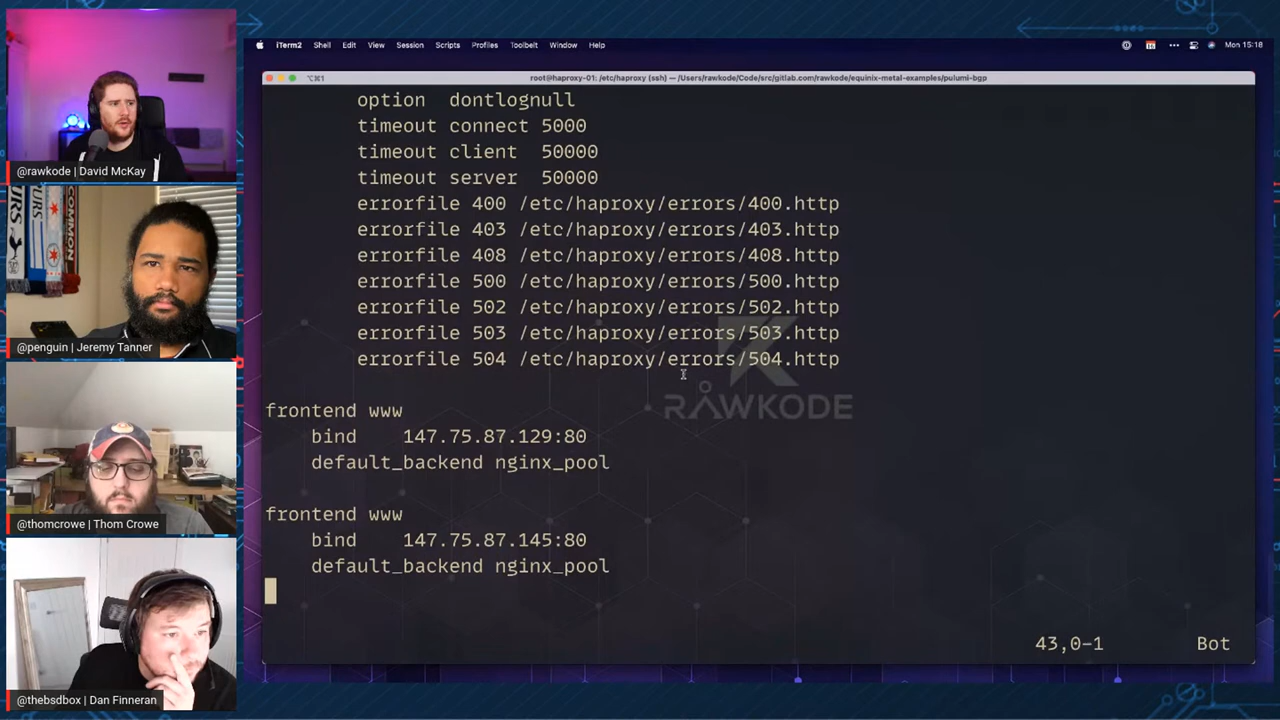 iTerm2 Shell Edit View Session Scripts Profiles Toolbelt Window Help
Mon 15:18
⌥⌘1
root@haproxy-01: /etc/haproxy (ssh) — /Users/rawkode/Code/src/gitlab.com/rawkode/equinix-metal-examples/pulumi-bgp
option dontlognull
timeout connect 5000
timeout client 50000
timeout server 50000
errorfile 400 /etc/haproxy/errors/400.http
errorfile 403 /etc/haproxy/errors/403.http
errorfile 408 /etc/haproxy/errors/408.http
errorfile 500 /etc/haproxy/errors/500.http
errorfile 502 /etc/haproxy/errors/502.http
errorfile 503 /etc/haproxy/errors/503.http
errorfile 504 /etc/haproxy/errors/504.http
RAWKODE
frontend www
bind 147.75.87.129:80
default_backend nginx_pool
frontend www
bind 147.75.87.145:80
default_backend nginx_pool
43,0-1 Bot
@rawkode | David McKay
SPURS
COMMON
@penguin | Jeremy Tanner
@thomcrowe | Thom Crowe
@thebsdbox | Dan Finneran